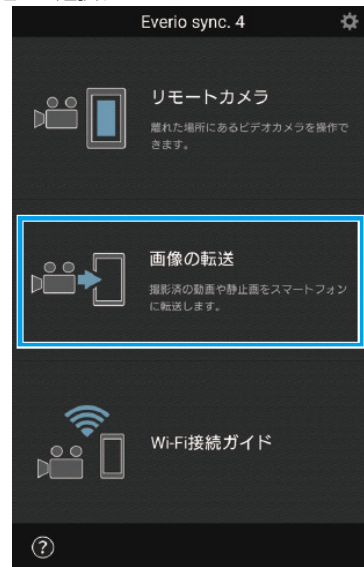 Everio sync. 4
リモートカメラ
離れた場所にあるビデオカメラを操作で
きます。
画像の転送
撮影済の動画や静止画をスマートフォン
に転送します。
Wi-Fi接続ガイド
?